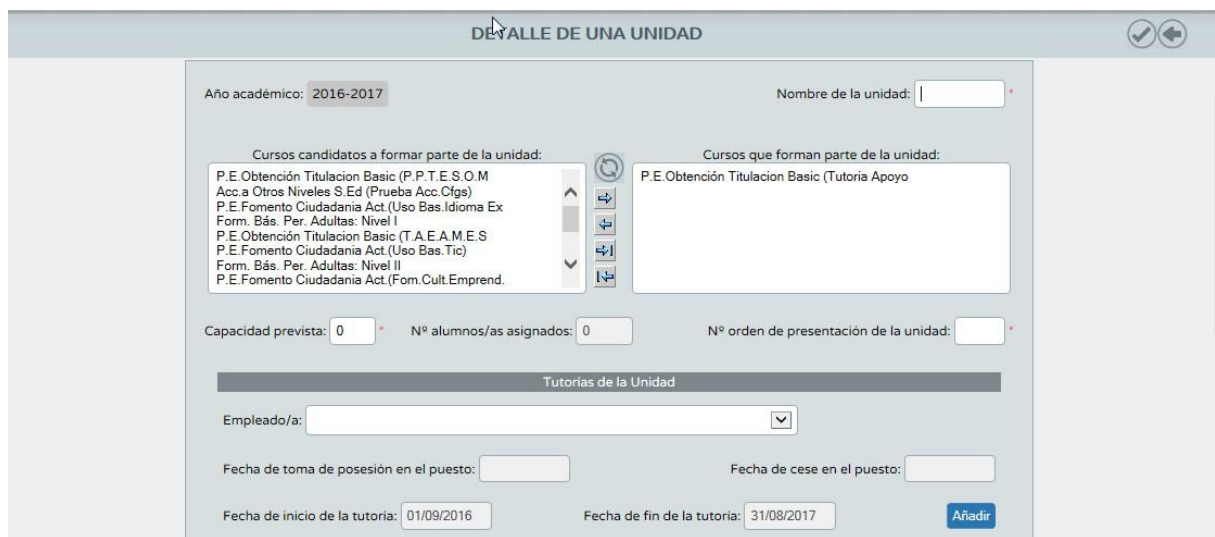 DETALLE DE UNA UNIDAD
Año académico: 2016-2017
Nombre de la unidad: *
Cursos candidatos a formar parte de la unidad:
P.E.Obtención Titulacion Basic (P.P.T.E.S.O.M
Acc.a Otros Niveles S.Ed (Prueba Acc.Cfgs)
P.E.Fomento Ciudadania Act.(Uso Bas.Idioma Ex
Form. Bás. Per. Adultas: Nivel I
P.E.Obtención Titulacion Basic (T.A.E.A.M.E.S
P.E.Fomento Ciudadania Act.(Uso Bas.Tic)
Form. Bás. Per. Adultas: Nivel II
P.E.Fomento Ciudadania Act.(Fom.Cult.Emprend.
Cursos que forman parte de la unidad:
P.E.Obtención Titulacion Basic (Tutoria Apoyo
Capacidad prevista: 0 *
Nº alumnos/as asignados: 0
Nº orden de presentación de la unidad: *
Tutorías de la Unidad
Empleado/a:
Fecha de toma de posesión en el puesto:
Fecha de cese en el puesto:
Fecha de inicio de la tutoría: 01/09/2016
Fecha de fin de la tutoría: 31/08/2017
Añadir